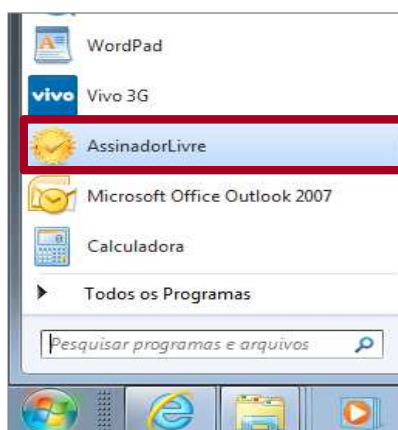 WordPad
vivo Vivo 3G
AssinadorLivre
Microsoft Office Outlook 2007
Calculadora
Todos os Programas
Pesquisar programas e arquivos